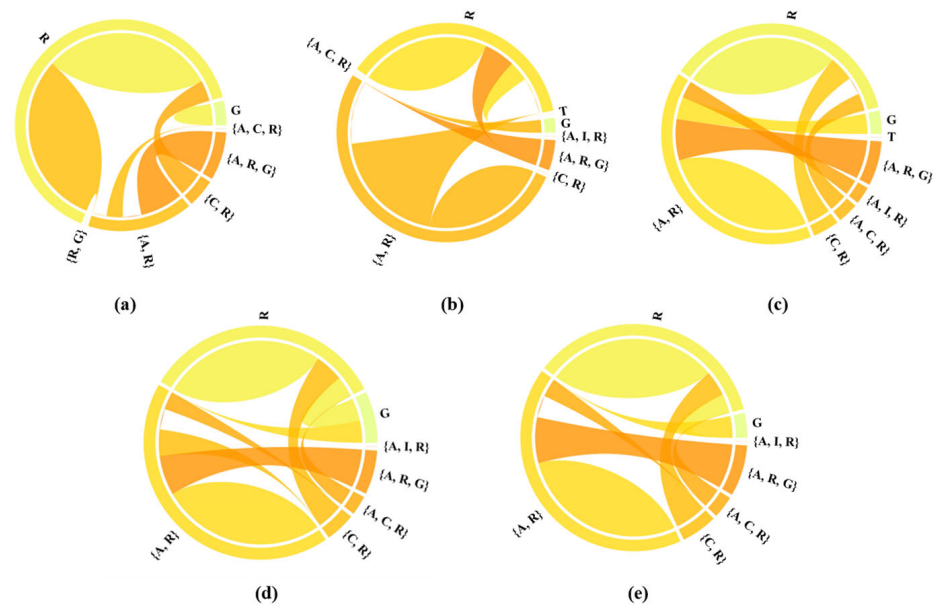 R
G
{A, C, R}
{A, R, G}
{C, R}
{A, R}
{R, G}
(a)
R
{A, C, R}
T
G
{A, I, R}
{A, R, G}
{C, R}
{A, R}
(b)
R
G
T
{A, R, G}
{A, I, R}
{A, C, R}
{C, R}
{A, R}
(c)
R
G
{A, I, R}
{A, R, G}
{A, C, R}
{C, R}
{A, R}
(d)
R
G
{A, I, R}
{A, R, G}
{A, C, R}
{C, R}
{A, R}
(e)